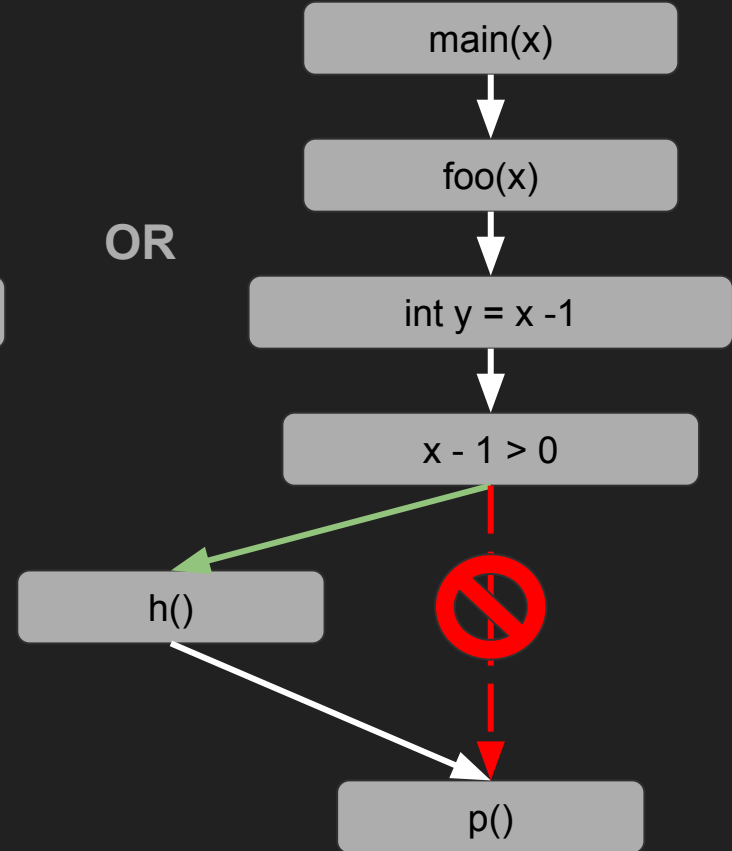 main(x)
foo(x)
OR
int y = x -1
x - 1 > 0
h()
p()